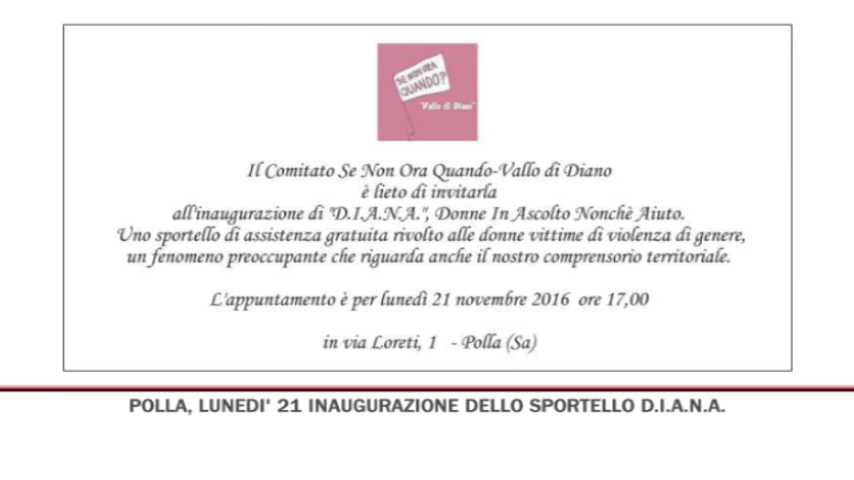 SE NON ORA
QUANDO?
"Vallo di Diano"
Il Comitato Se Non Ora Quando-Vallo di Diano
è lieto di invitarla
all'inaugurazione di "D.I.A.N.A.", Donne In Ascolto Nonchè Aiuto.
Uno sportello di assistenza gratuita rivolto alle donne vittime di violenza di genere,
un fenomeno preoccupante che riguarda anche il nostro comprensorio territoriale.
L'appuntamento è per lunedì 21 novembre 2016 ore 17,00
in via Loreti, 1 - Polla (Sa)
POLLA, LUNEDI' 21 INAUGURAZIONE DELLO SPORTELLO D.I.A.N.A.